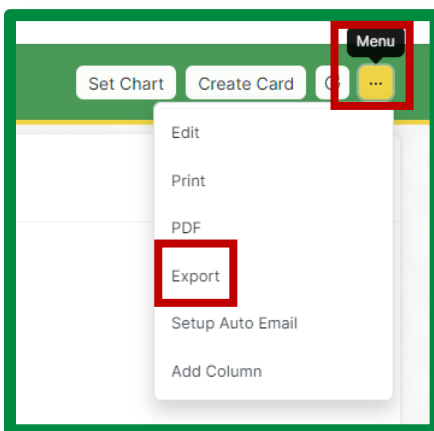 Menu
Set Chart Create Card ...
Edit
Print
PDF
Export
Setup Auto Email
Add Column